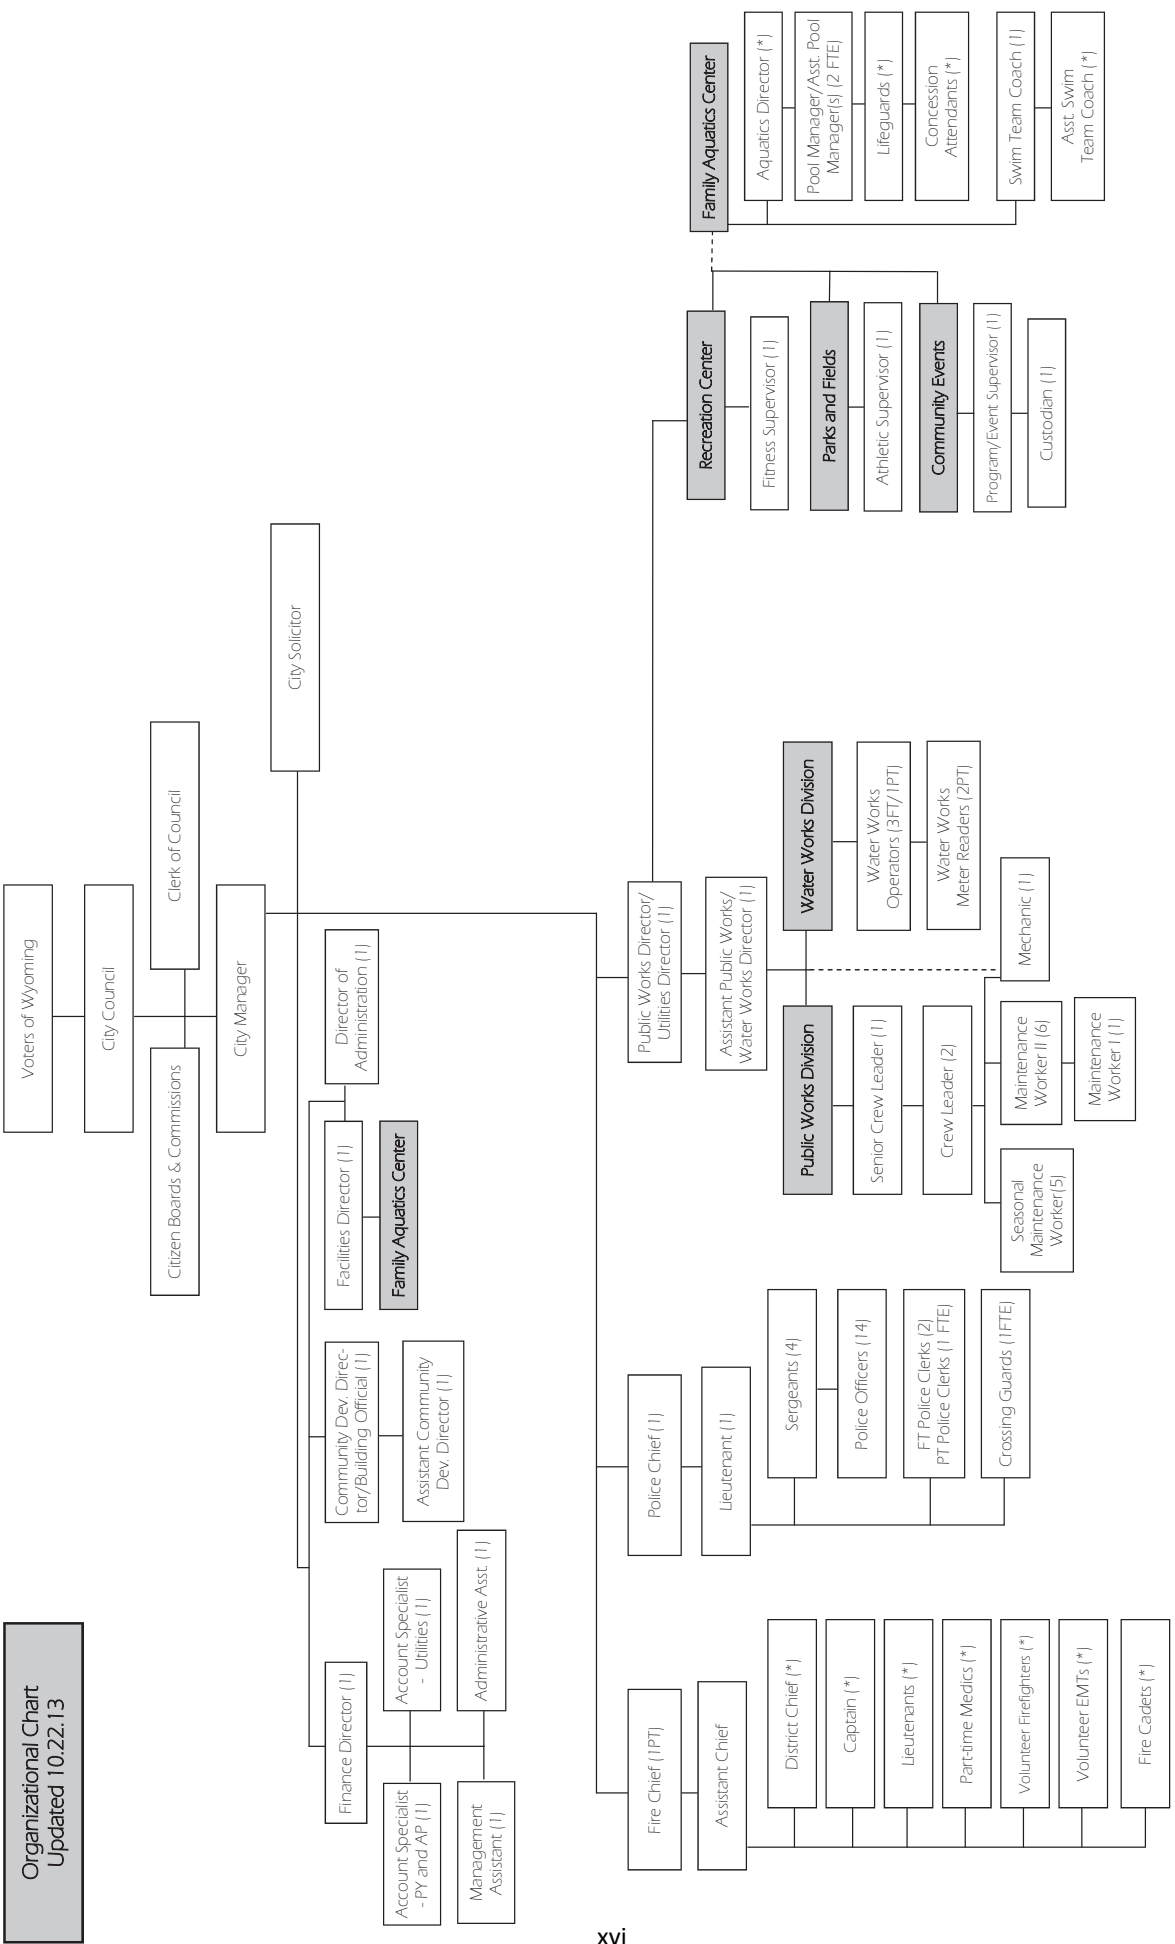 Organizational Chart
Updated 10.22.13
Voters of Wyoming
City Council
Citizen Boards & Commissions
Clerk of Council
City Manager
City Solicitor
Finance Director (1)
Account Specialist
- PY and AP (1)
Account Specialist
- Utilities (1)
Management
Assistant (1)
Administrative Asst. (1)
Community Dev. Direc-
tor/Building Official (1)
Assistant Community
Dev. Director (1)
Facilities Director (1)
Family Aquatics Center
Director of
Administration (1)
Fire Chief (1PT)
Assistant Chief
District Chief (*)
Captain (*)
Lieutenants (*)
Part-time Medics (*)
Volunteer Firefighters (*)
Volunteer EMTs (*)
Fire Cadets (*)
Police Chief (1)
Lieutenant (1)
Sergeants (4)
Police Officers (14)
FT Police Clerks (2)
PT Police Clerks (1 FTE)
Crossing Guards (1FTE)
Public Works Director/
Utilities Director (1)
Assistant Public Works/
Water Works Director (1)
Public Works Division
Senior Crew Leader (1)
Crew Leader (2)
Seasonal
Maintenance
Worker(5)
Maintenance
Worker II (6)
Maintenance
Worker I (1)
Mechanic (1)
Water Works Division
Water Works
Operators (3FT/1PT)
Water Works
Meter Readers (2PT)
Recreation Center
Fitness Supervisor (1)
Parks and Fields
Athletic Supervisor (1)
Community Events
Program/Event Supervisor (1)
Custodian (1)
Family Aquatics Center
Aquatics Director (*)
Pool Manager/Asst. Pool
Manager(s) (2 FTE)
Lifeguards (*)
Concession
Attendants (*)
Swim Team Coach (1)
Asst. Swim
Team Coach (*)
xvi